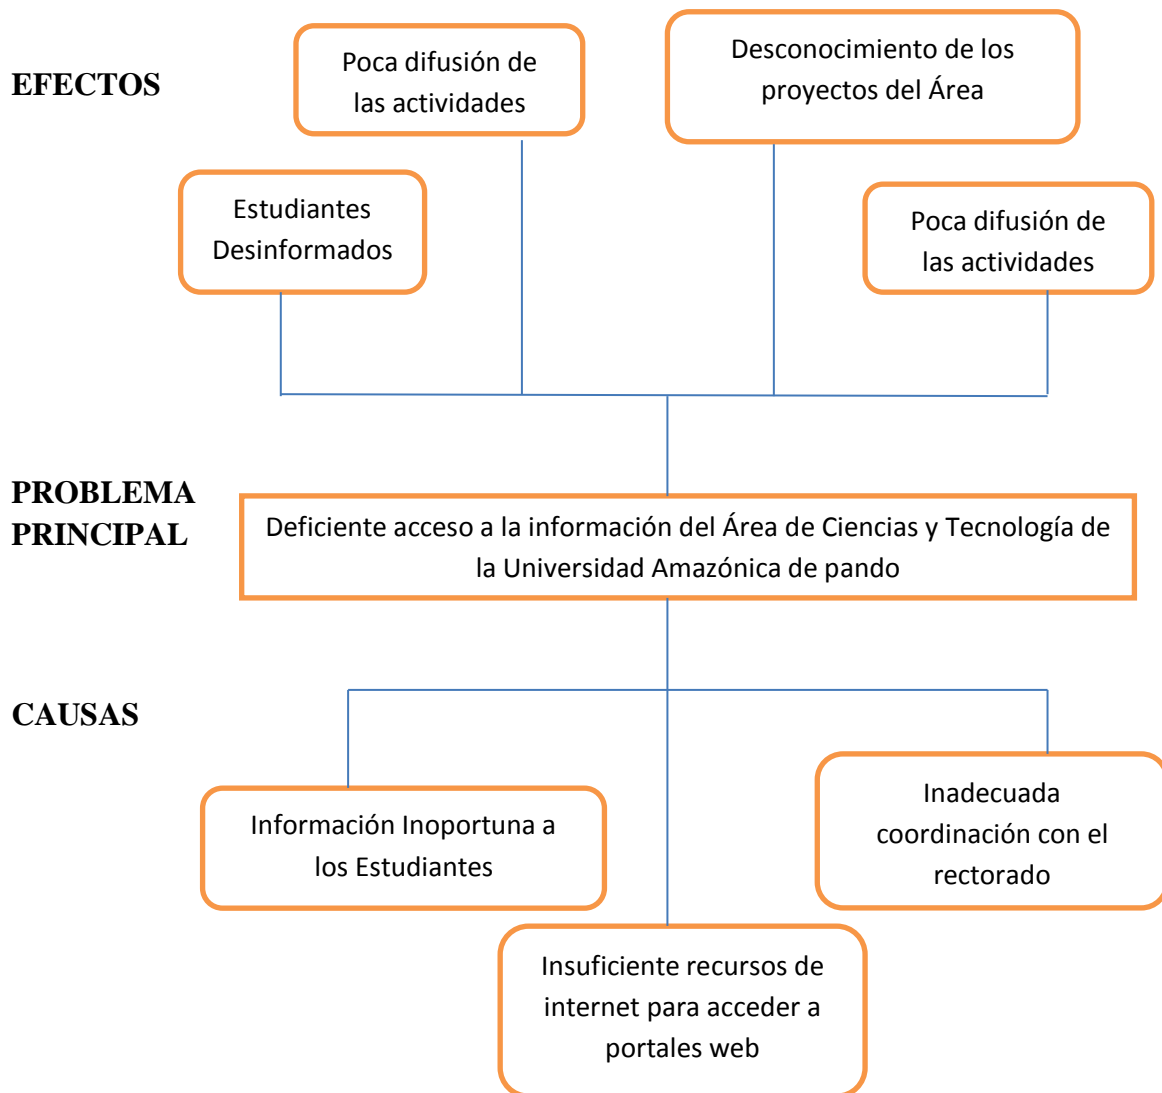 EFECTOS
Poca difusión de
las actividades
Desconocimiento de los
proyectos del Área
Estudiantes
Desinformados
Poca difusión de
las actividades
PROBLEMA
PRINCIPAL
Deficiente acceso a la información del Área de Ciencias y Tecnología de
la Universidad Amazónica de pando
CAUSAS
Información Inoportuna a
los Estudiantes
Inadecuada
coordinación con el
rectorado
Insuficiente recursos de
internet para acceder a
portales web